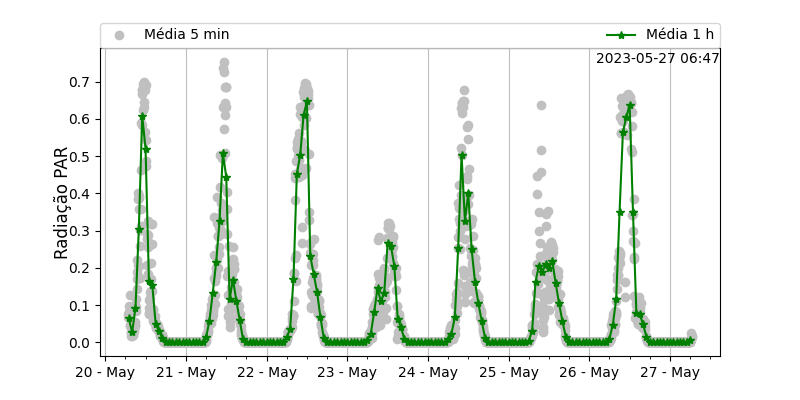 Média 5 min
Média 1 h
2023-05-27 06:47
Radiação PAR
0.7
0.6
0.5
0.4
0.3
0.2
0.1
0.0
20 - May
21 - May
22 - May
23 - May
24 - May
25 - May
26 - May
27 - May